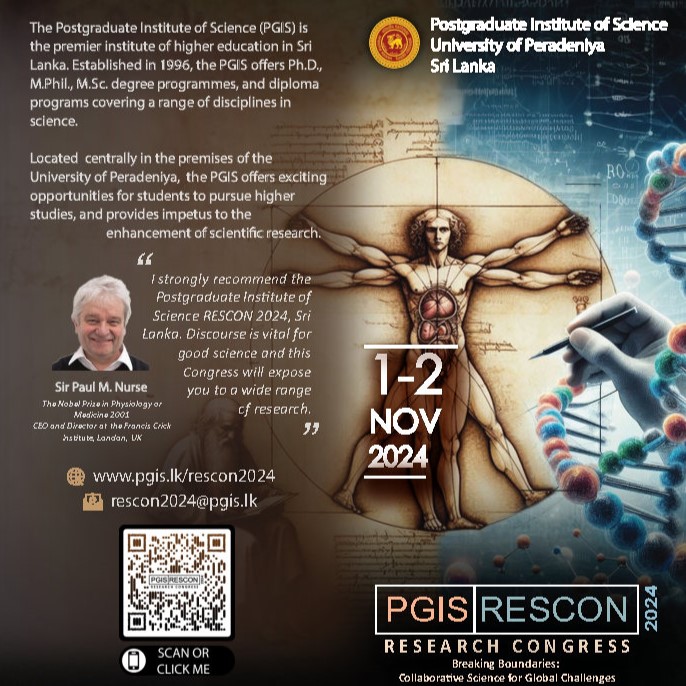 The Postgraduate Institute of Science (PGIS) is
the premier institute of higher education in Sri
Lanka. Established in 1996, the PGIS offers Ph.D.,
M.Phil., M.Sc. degree programmes, and diploma
programs covering a range of disciplines in
science.
Located centrally in the premises of the
University of Peradeniya, the PGIS offers exciting
opportunities for students to pursue higher
studies, and provides impetus to the
enhancement of scientific research.
“
I strongly recommend the
Postgraduate Institute of
Science RESCON 2024, Sri
Lanka. Discourse is vital for
good science and this
Congress will expose
you to a wide range
of research.
”
Sir Paul M. Nurse
The Nobel Prize in Physiology or
Medicine 2001
CEO and Director at the Francis Crick
Institute, London, UK
www.pgis.lk/rescon2024
rescon2024@pgis.lk
PGIS RESCON
RESEARCH CONGRESS
SCAN OR
CLICK ME
Postgraduate Institute of Science
University of Peradeniya
Sri Lanka
1-2
NOV
2024
PGIS RESCON 2024
RESEARCH CONGRESS
Breaking Boundaries:
Collaborative Science for Global Challenges